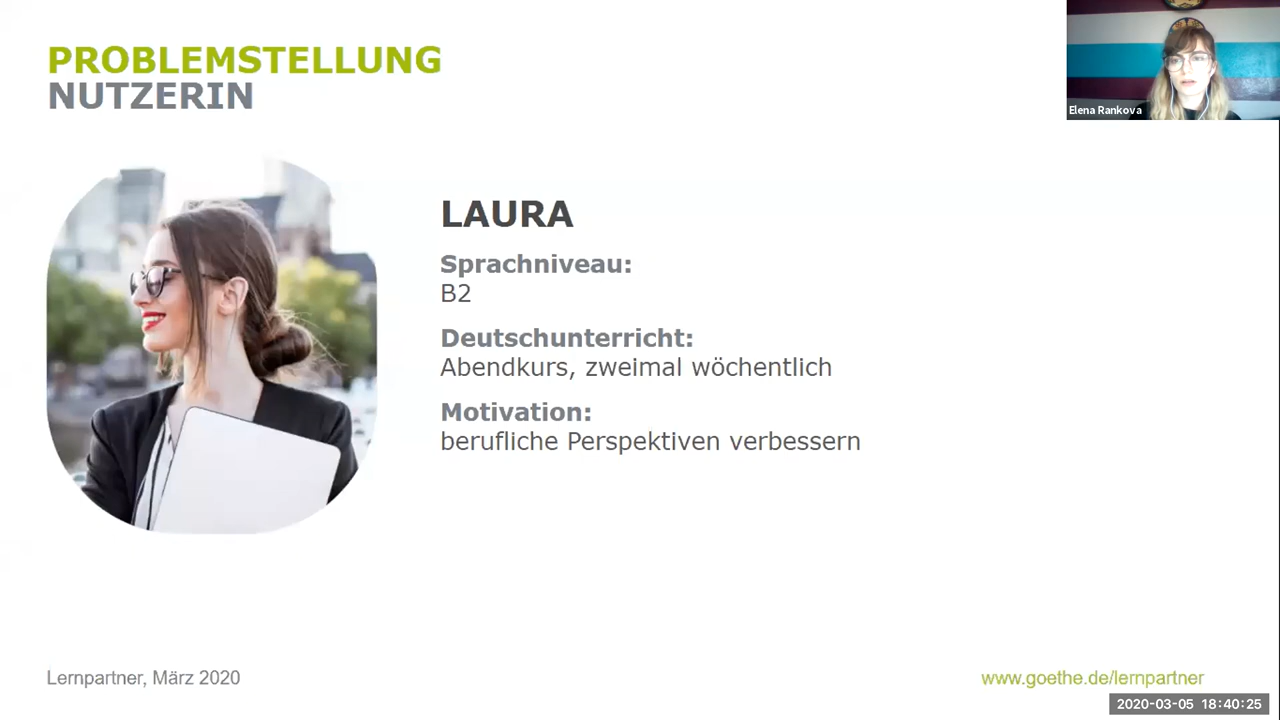 PROBLEMSTELLUNG
NUTZERIN
Elena Rankova
LAURA
Sprachniveau:
B2
Deutschunterricht:
Abendkurs, zweimal wöchentlich
Motivation:
berufliche Perspektiven verbessern
Lernpartner, März 2020
www.goethe.de/lernpartner
2020-03-05 18:40:25